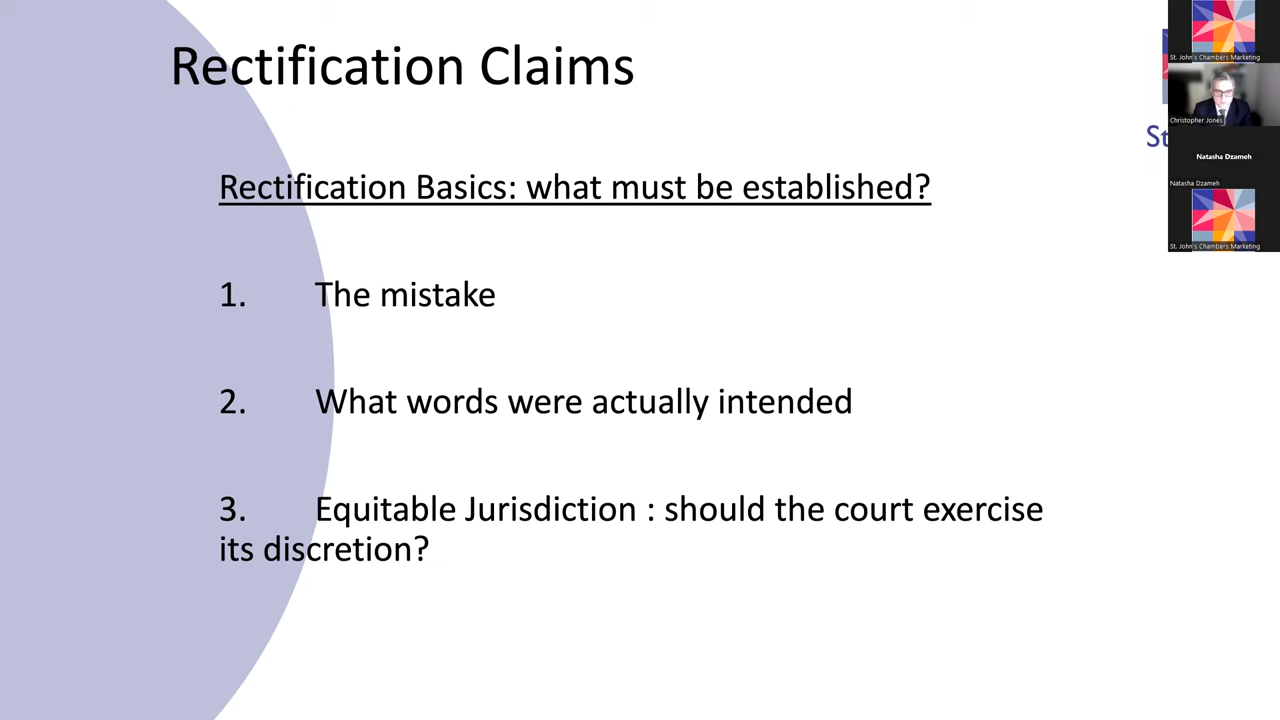 Rectification Claims
Rectification Basics: what must be established?
1. The mistake
2. What words were actually intended
3. Equitable Jurisdiction : should the court exercise
its discretion?
St
St. John's Chambers Marketing
Christopher Jones
Natasha Dzameh
Natasha Dzameh
St. John's Chambers Marketing